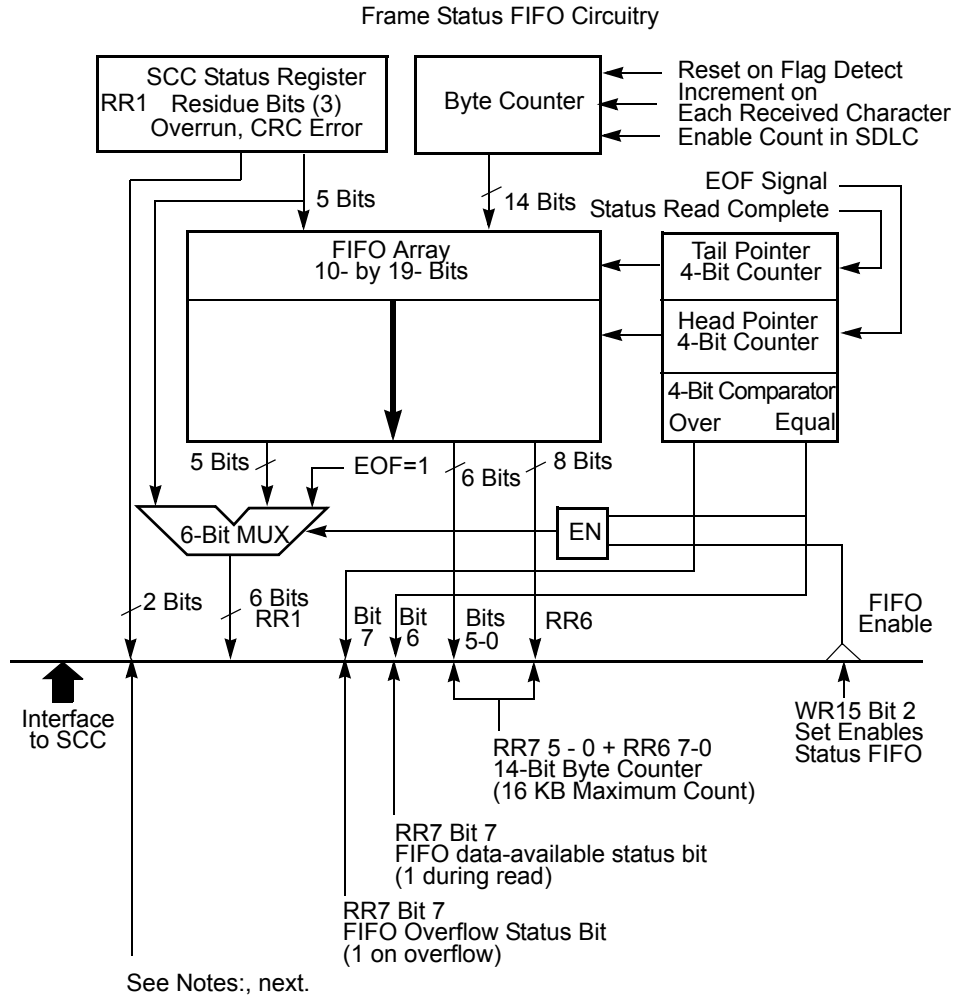 Frame Status FIFO Circuitry
SCC Status Register
RR1 Residue Bits (3)
Overrun, CRC Error
Byte Counter
Reset on Flag Detect
Increment on
Each Received Character
Enable Count in SDLC
5 Bits
14 Bits
EOF Signal
Status Read Complete
FIFO Array
10- by 19- Bits
Tail Pointer
4-Bit Counter
Head Pointer
4-Bit Counter
4-Bit Comparator
Over Equal
5 Bits
EOF=1
6 Bits
8 Bits
6-Bit MUX
EN
2 Bits
6 Bits
RR1
Bit
7
Bit
6
Bits
5-0
RR6
FIFO
Enable
Interface
to SCC
WR15 Bit 2
Set Enables
Status FIFO
RR7 5 - 0 + RR6 7-0
14-Bit Byte Counter
(16 KB Maximum Count)
RR7 Bit 7
FIFO data-available status bit
(1 during read)
RR7 Bit 7
FIFO Overflow Status Bit
(1 on overflow)
See Notes:, next.